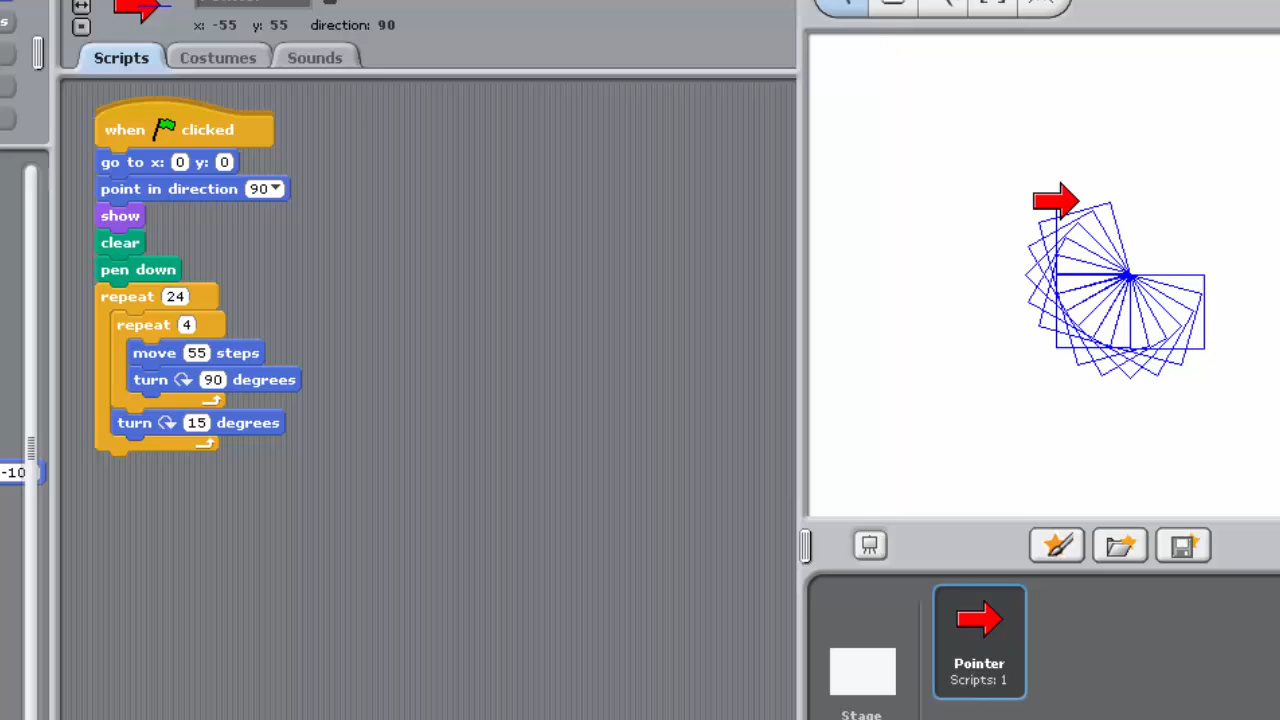 x: -55 y: 55 direction: 90
Scripts Costumes Sounds
when clicked
go to x: 0 y: 0
point in direction 90
show
clear
pen down
repeat 24
repeat 4
move 55 steps
turn 90 degrees
turn 15 degrees
-10
Pointer
Scripts: 1
Stage